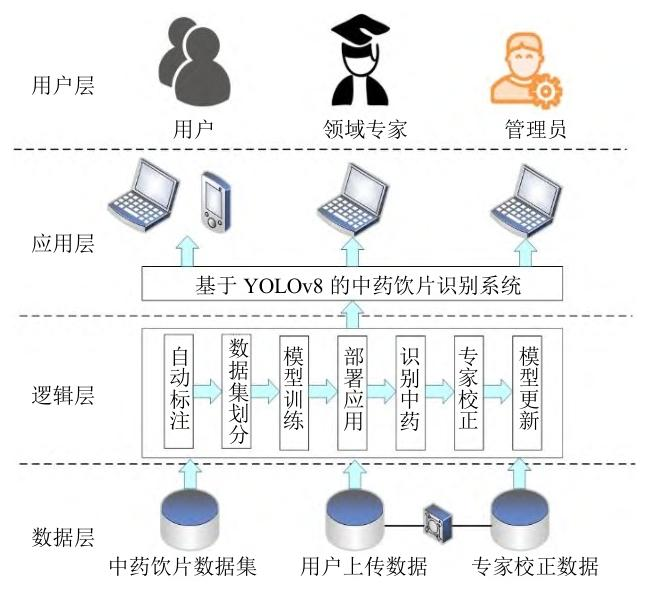 用户层
用户
领域专家
管理员
应用层
基于 YOLOv8 的中药饮片识别系统
逻辑层
自动标注
数据集划分
模型训练
部署应用
识别中药
专家校正
模型更新
数据层
中药饮片数据集
用户上传数据
专家校正数据